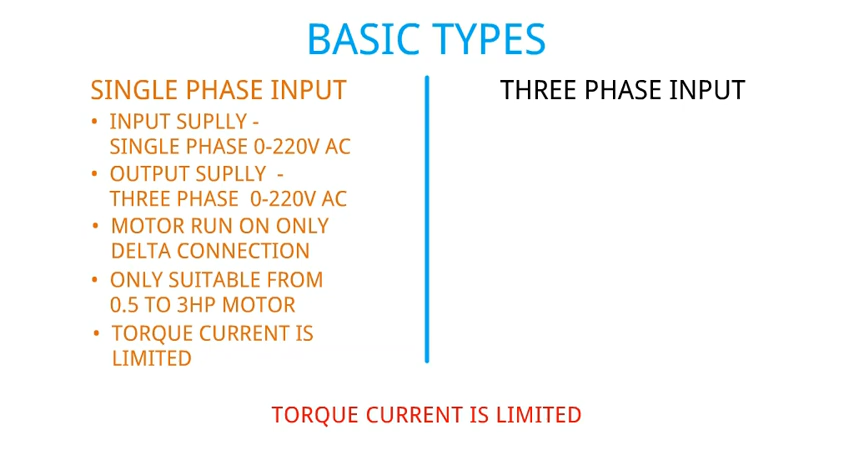 BASIC TYPES
SINGLE PHASE INPUT
• INPUT SUPLLY -
SINGLE PHASE 0-220V AC
• OUTPUT SUPLLY -
THREE PHASE 0-220V AC
• MOTOR RUN ON ONLY
DELTA CONNECTION
• ONLY SUITABLE FROM
0.5 TO 3HP MOTOR
• TORQUE CURRENT IS
LIMITED
THREE PHASE INPUT
TORQUE CURRENT IS LIMITED